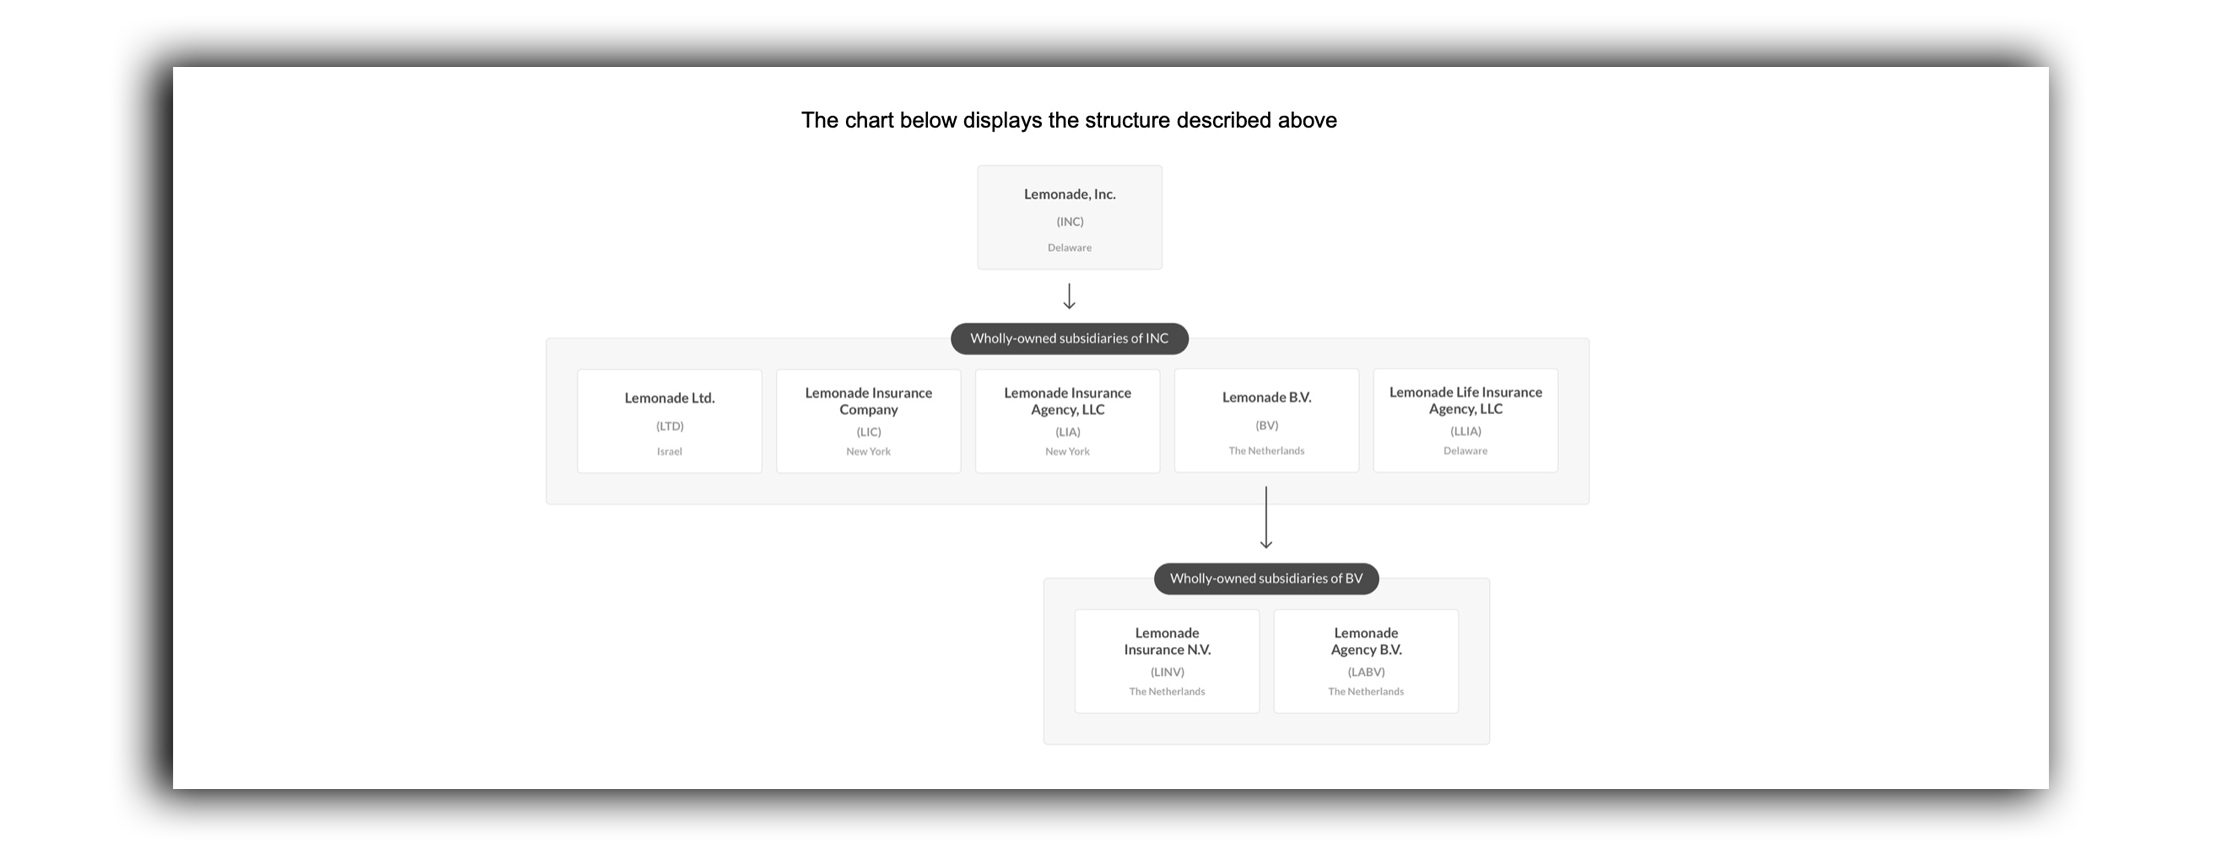 The chart below displays the structure described above
Lemonade, Inc.
(INC)
Delaware
Wholly-owned subsidiaries of INC
Lemonade Ltd.
(LTD)
Israel
Lemonade Insurance
Company
(LIC)
New York
Lemonade Insurance
Agency, LLC
(LIA)
New York
Lemonade B.V.
(BV)
The Netherlands
Lemonade Life Insurance
Agency, LLC
(LLIA)
Delaware
Wholly-owned subsidiaries of BV
Lemonade
Insurance N.V.
(LINV)
The Netherlands
Lemonade
Agency B.V.
(LABV)
The Netherlands